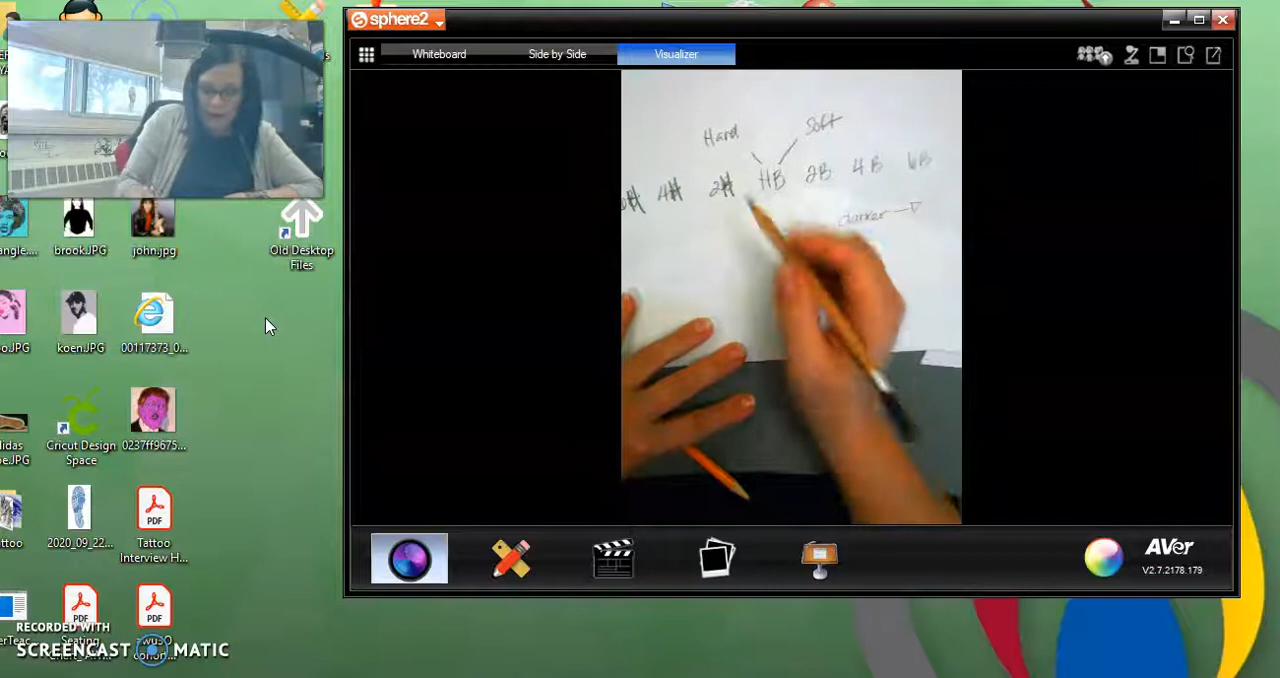 sphere2
Whiteboard
Side by Side
Visualizer
Hard
Soft
4H
2H
HB
2B
4B
6B
darker
brook.JPG
john.jpg
Old Desktop
Files
koen.JPG
00117373_0...
Cricut Design
Space
0237ff9675...
2020_09_22...
PDF
Tattoo
Interview H...
PDF
PDF
RECORDED WITH
SCREENCAST MATIC
AVer
V2.7.2178.179